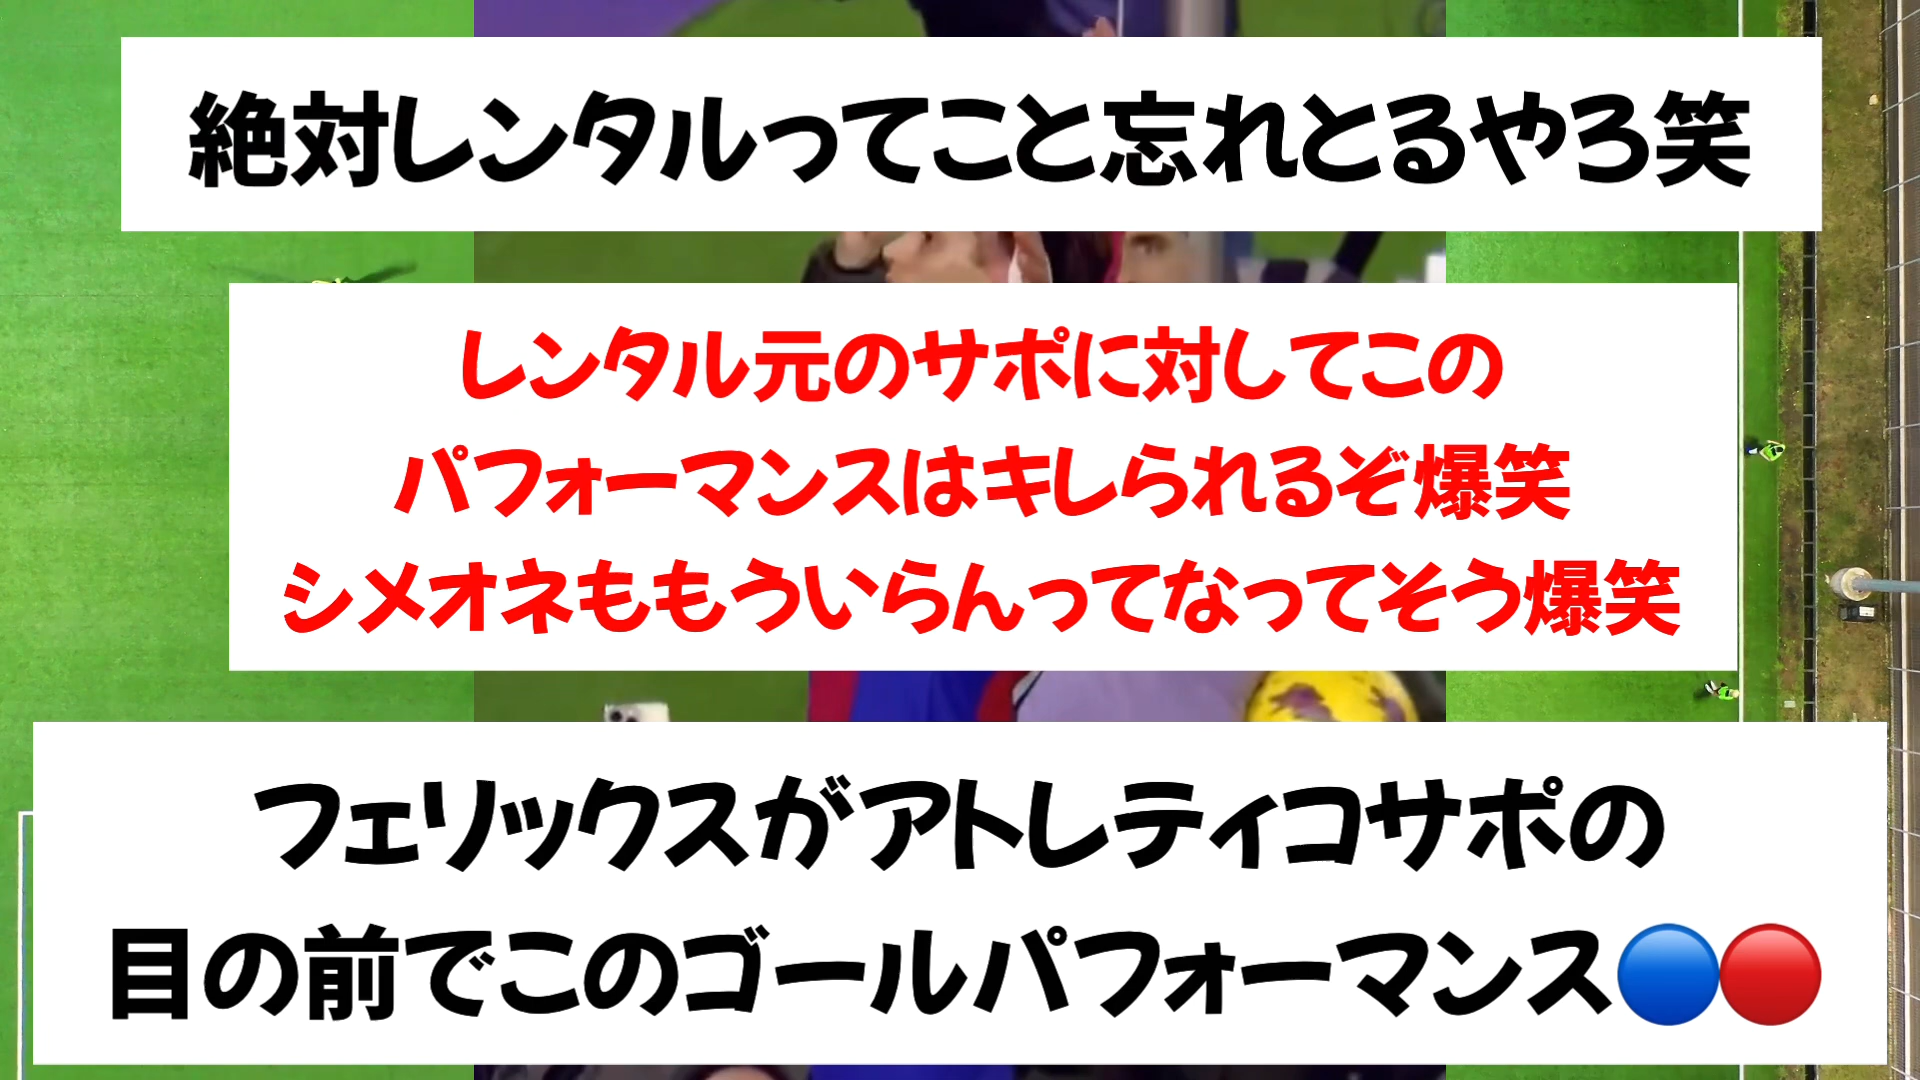 絶対レンタルってこと忘れとるやろ笑
レンタル元のサポに対してこの
パフォーマンスはキレられるぞ爆笑
シメオネももういらんってなってそう爆笑
フェリックスがアトレティコサポの
目の前でこのゴールパフォーマンス🔵🔴